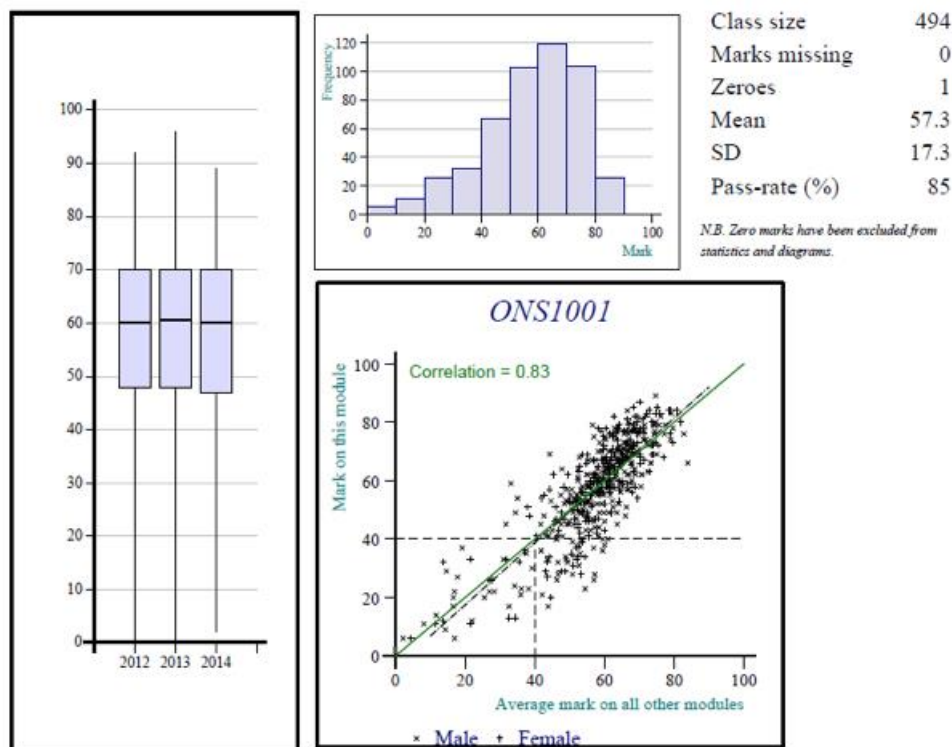 100
90
80
70
60
50
40
30
20
10
0
2012 2013 2014
Frequency
120
100
80
60
40
20
0
0 20 40 60 80 100
Mark
Class size 494
Marks missing 0
Zeroes 1
Mean 57.3
SD 17.3
Pass-rate (%) 85
N.B. Zero marks have been excluded from
statistics and diagrams.
ONS1001
Correlation = 0.83
Mark on this module
100
80
60
40
20
0
0 20 40 60 80 100
Average mark on all other modules
× Male + Female